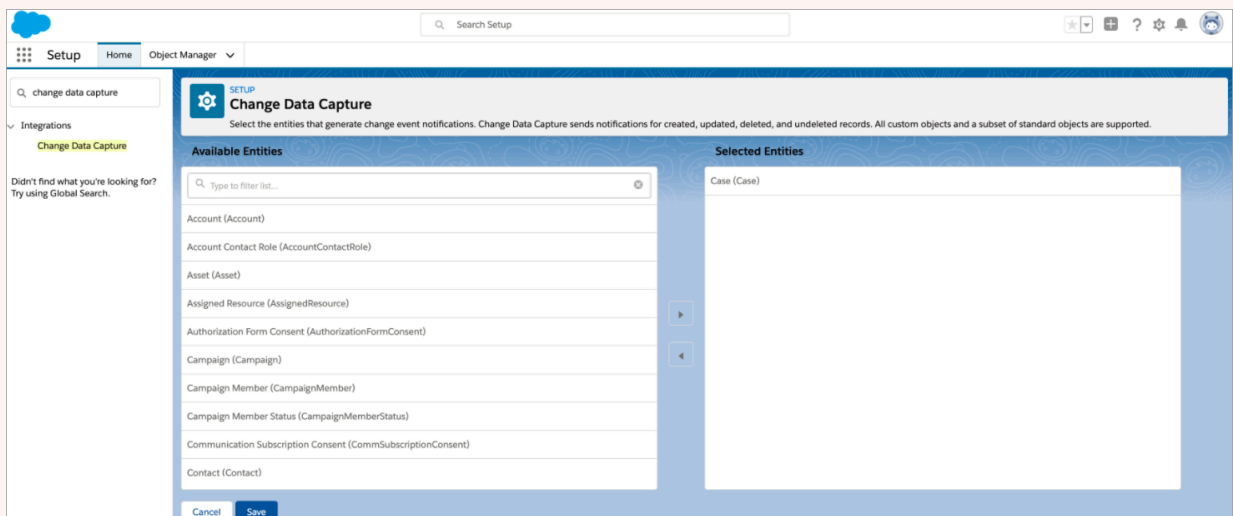 Search Setup
Setup
Home
Object Manager
change data capture
Integrations
Change Data Capture
Didn't find what you're looking for?
Try using Global Search.
SETUP
Change Data Capture
Select the entities that generate change event notifications. Change Data Capture sends notifications for created, updated, deleted, and undeleted records. All custom objects and a subset of standard objects are supported.
Available Entities
Type to filter list...
Account (Account)
Account Contact Role (AccountContactRole)
Asset (Asset)
Assigned Resource (AssignedResource)
Authorization Form Consent (AuthorizationFormConsent)
Campaign (Campaign)
Campaign Member (CampaignMember)
Campaign Member Status (CampaignMemberStatus)
Communication Subscription Consent (CommSubscriptionConsent)
Contact (Contact)
Selected Entities
Case (Case)
Cancel
Save